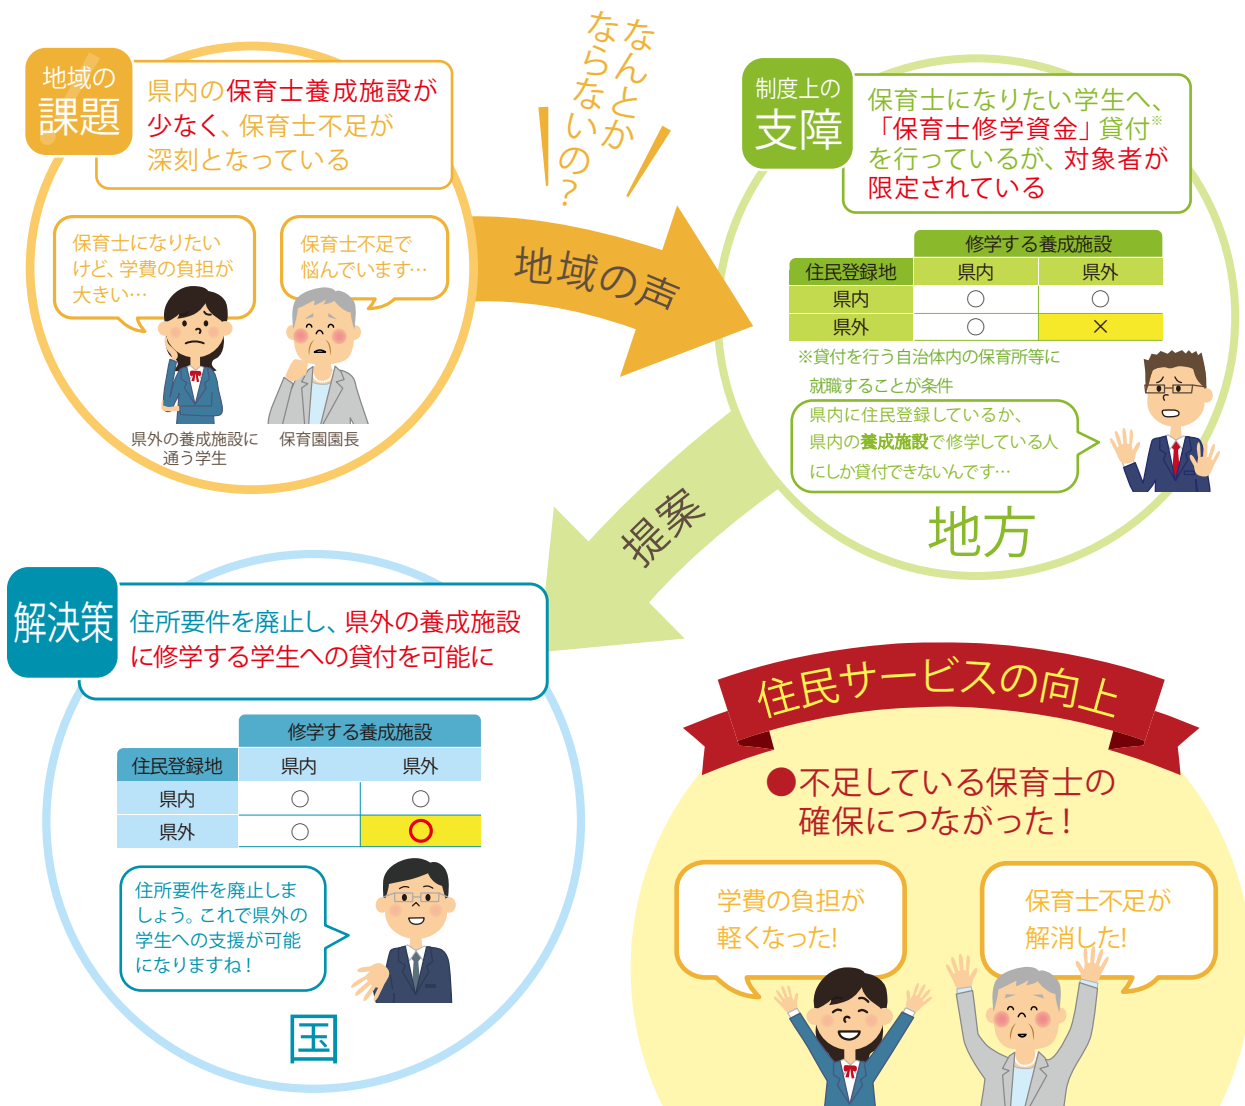 地域の
課題
県内の保育士養成施設が
少なく、保育士不足が
深刻となっている
保育士になりたい
けど、学費の負担が
大きい…
保育士不足で
悩んでいます…
県外の養成施設に
通う学生
保育園園長
なんとか
ならないの?
地域の声
制度上の
支障
保育士になりたい学生へ、
「保育士修学資金」貸付※
を行っているが、対象者が
限定されている
修学する養成施設
住民登録地 県内 県外
県内 ○ ○
県外 ○ ×
※貸付を行う自治体内の保育所等に
就職することが条件
県内に住民登録しているか、
県内の養成施設で修学している人
にしか貸付できないんです…
地方
提案
解決策
住所要件を廃止し、県外の養成施設
に修学する学生への貸付を可能に
修学する養成施設
住民登録地 県内 県外
県内 ○ ○
県外 ○ ○
住所要件を廃止しま
しょう。これで県外の
学生への支援が可能
になりますね!
国
住民サービスの向上
●不足している保育士の
確保につながった!
学費の負担が
軽くなった!
保育士不足が
解消した!